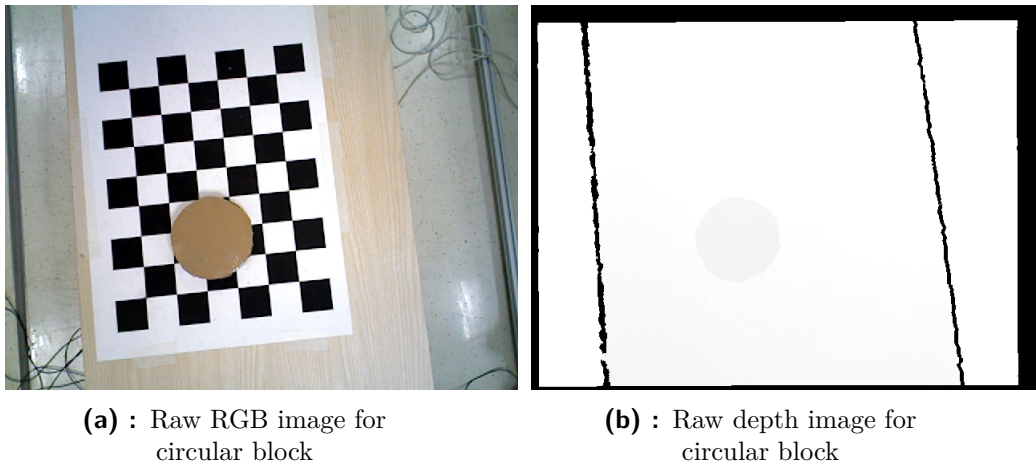 (a) : Raw RGB image for
circular block
(b) : Raw depth image for
circular block